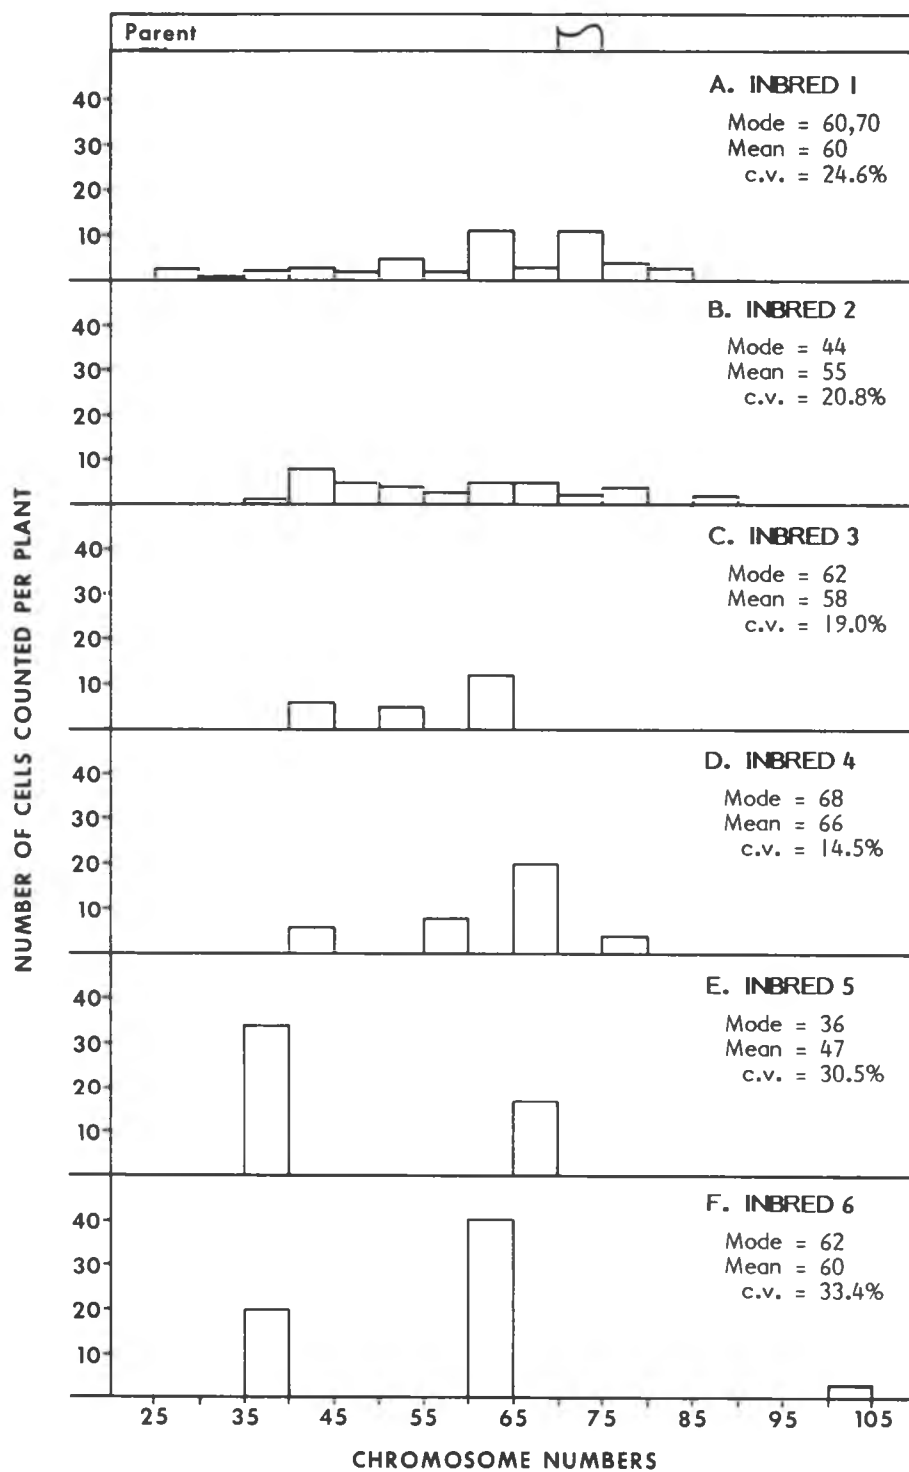 Parent
A. INBRED 1
Mode = 60,70
Mean = 60
c.v. = 24.6%
40
30
20
10
B. INBRED 2
Mode = 44
Mean = 55
c.v. = 20.8%
40
30
20
10
C. INBRED 3
Mode = 62
Mean = 58
c.v. = 19.0%
40
30
20
10
D. INBRED 4
Mode = 68
Mean = 66
c.v. = 14.5%
40
30
20
10
E. INBRED 5
Mode = 36
Mean = 47
c.v. = 30.5%
40
30
20
10
F. INBRED 6
Mode = 62
Mean = 60
c.v. = 33.4%
40
30
20
10
25 35 45 55 65 75 85 95 105
CHROMOSOME NUMBERS
NUMBER OF CELLS COUNTED PER PLANT